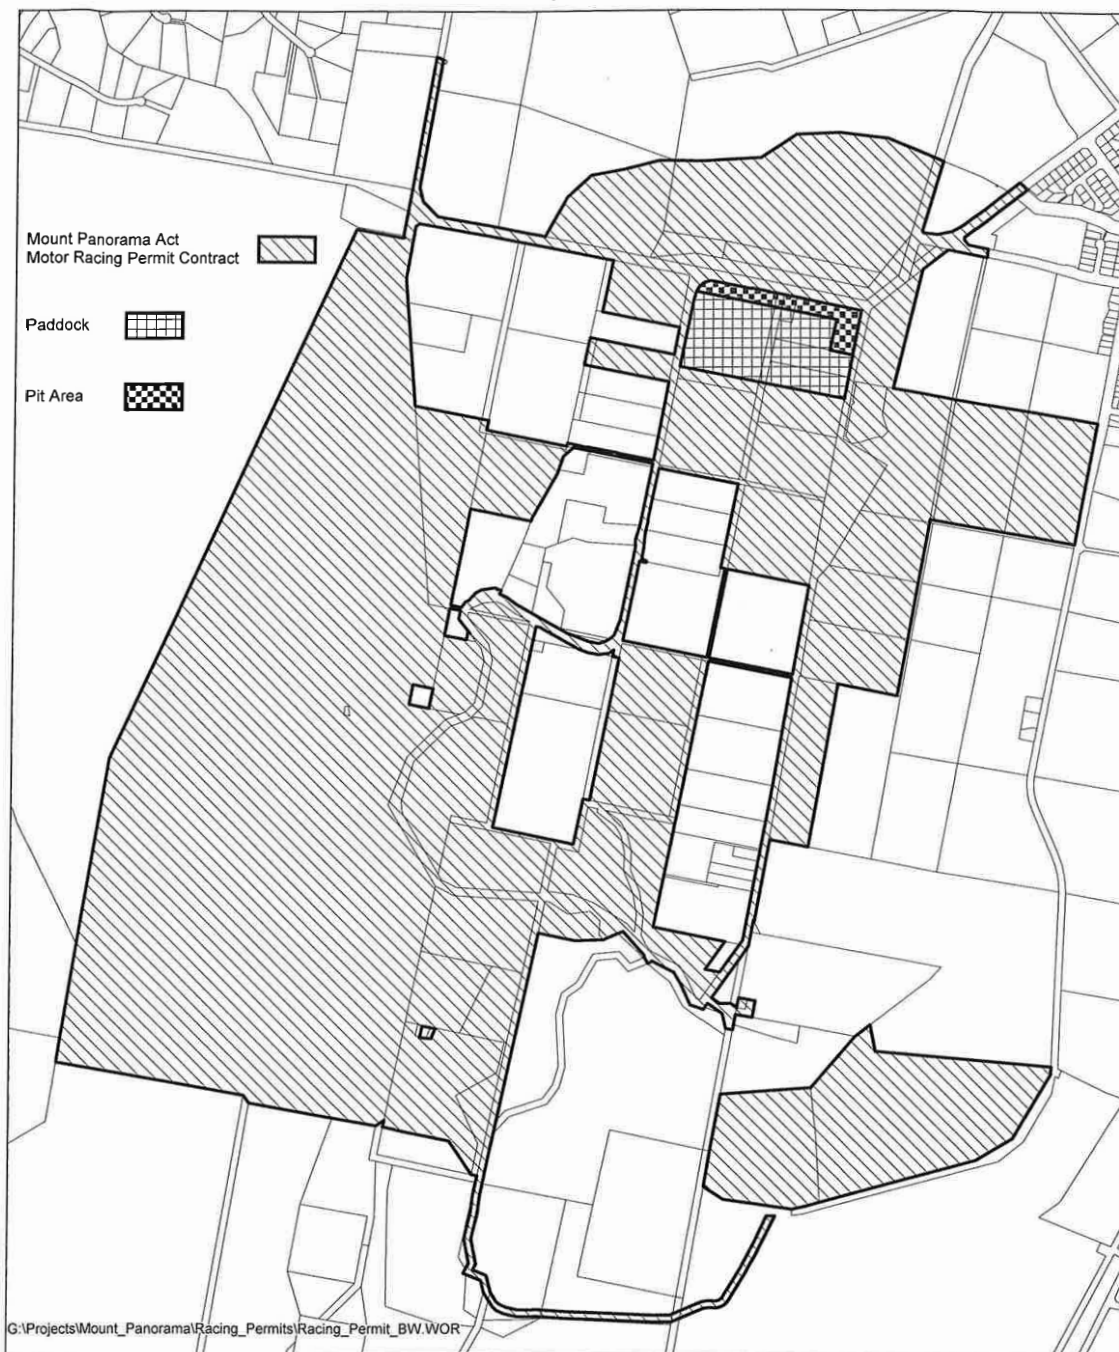 Mount Panorama Act
Motor Racing Permit Contract
Paddock
Pit Area
G:\Projects\Mount_Panorama\Racing_Permits\Racing_Permit_BW.WOR